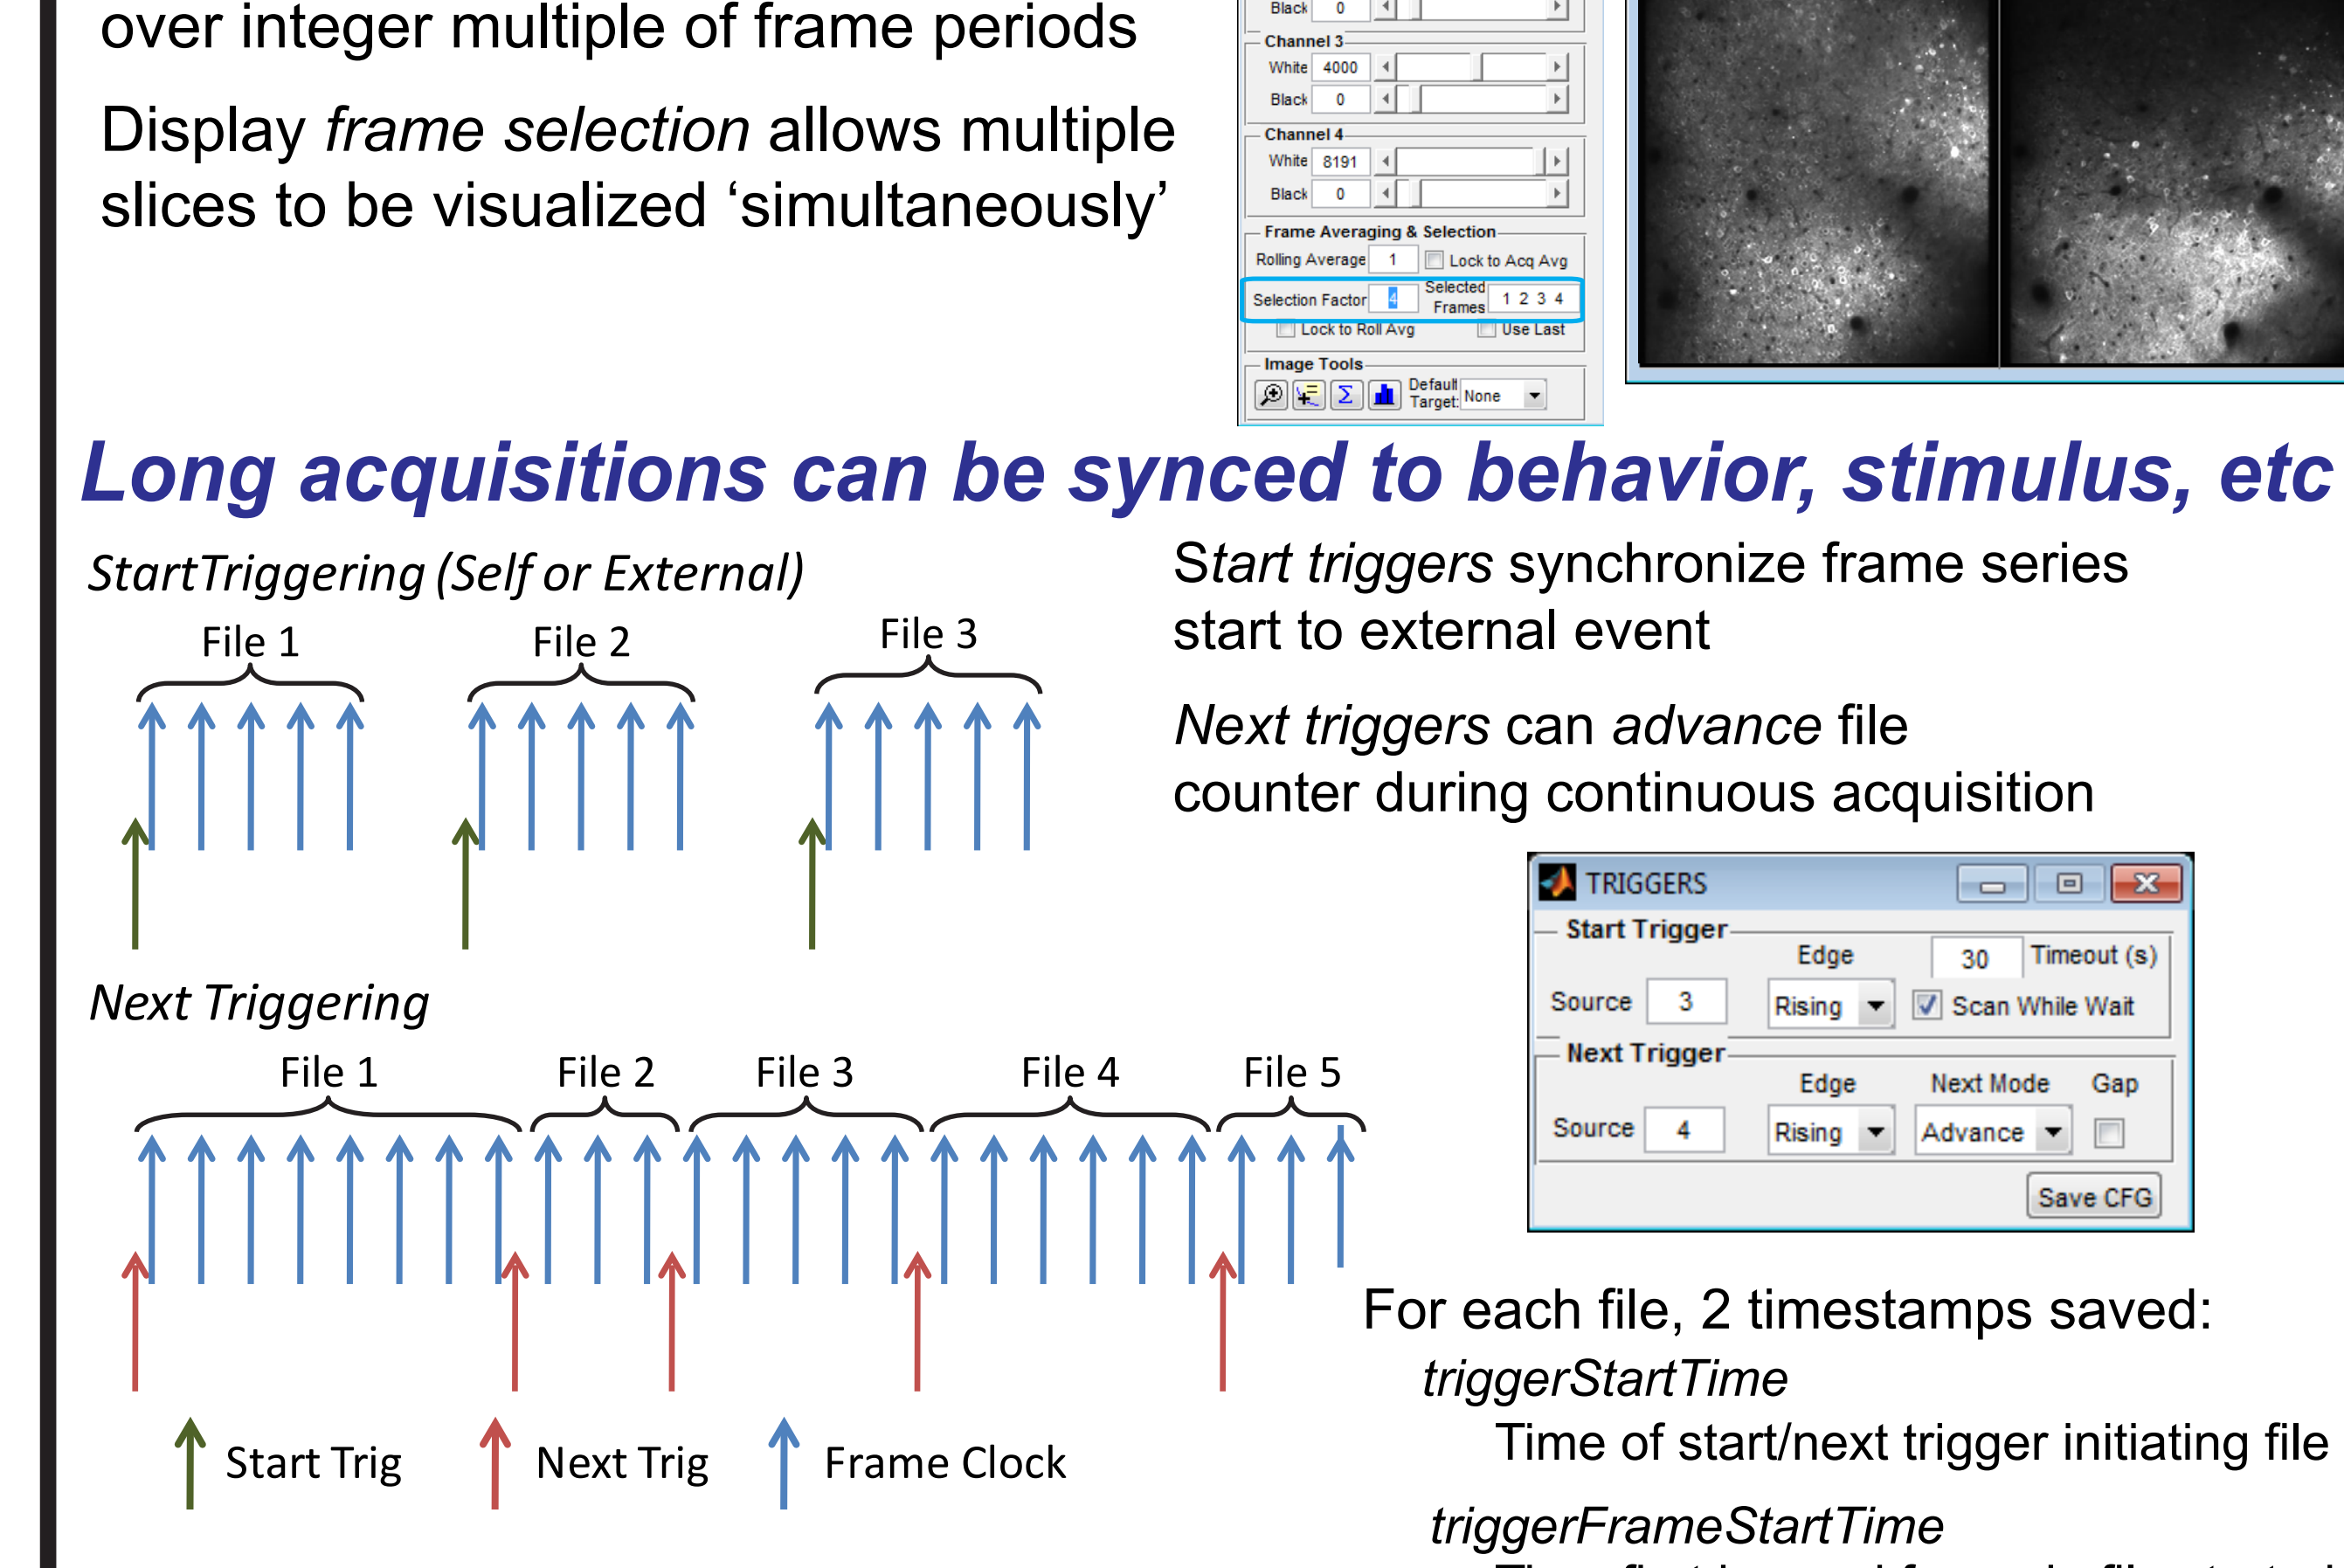 over integer multiple of frame periods
Display frame selection allows multiple
slices to be visualized ‘simultaneously’
Black 0
Channel 3
White 4000
Black 0
Channel 4
White 8191
Black 0
Frame Averaging & Selection
Rolling Average 1 Lock to Acq Avg
Selection Factor 4 Selected Frames 1 2 3 4
Lock to Roll Avg Use Last
Image Tools
Default Target: None
Long acquisitions can be synced to behavior, stimulus, etc
StartTriggering (Self or External)
File 1 File 2 File 3
Start triggers synchronize frame series
start to external event
Next triggers can advance file
counter during continuous acquisition
Next Triggering
File 1 File 2 File 3 File 4 File 5
Start Trig Next Trig Frame Clock
TRIGGERS
Start Trigger
Edge 30 Timeout (s)
Source 3 Rising Scan While Wait
Next Trigger
Edge Next Mode Gap
Source 4 Rising Advance
Save CFG
For each file, 2 timestamps saved:
triggerStartTime
Time of start/next trigger initiating file
triggerFrameStartTime